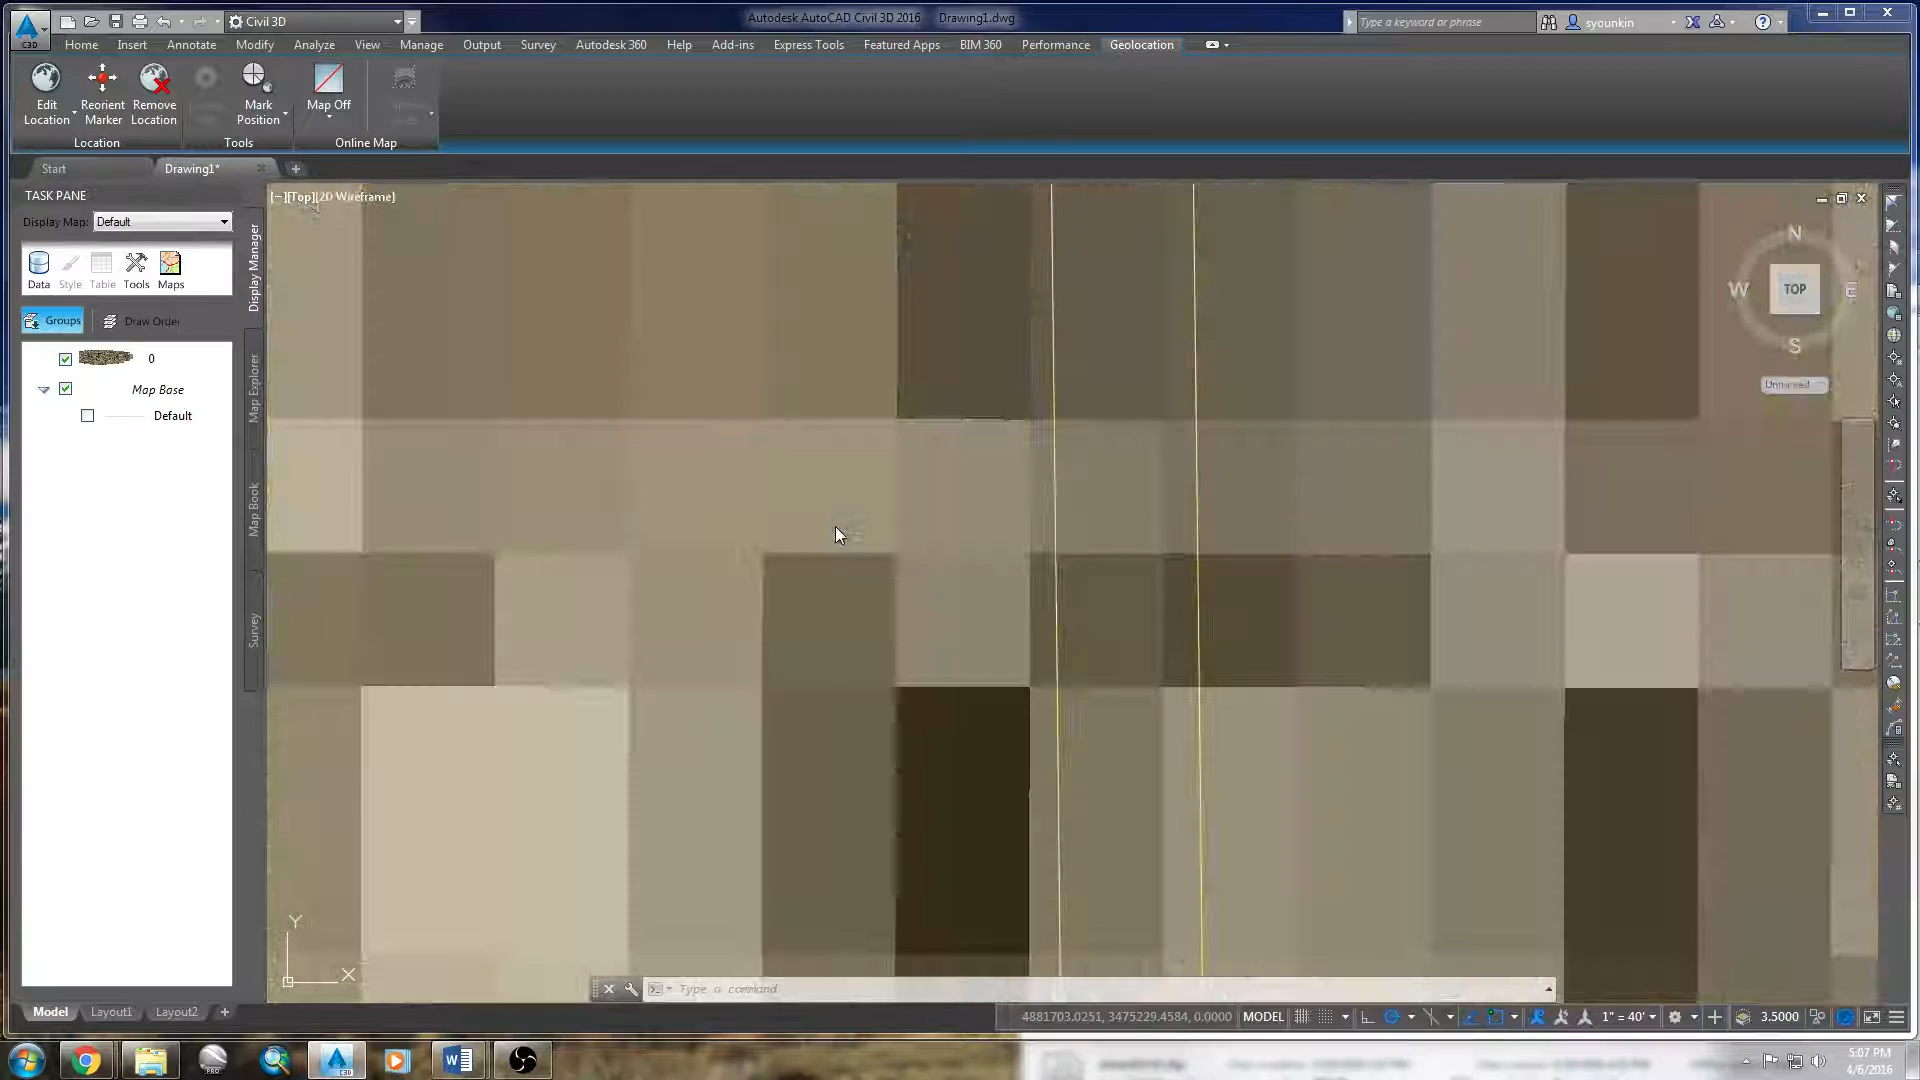 Civil 3D
Autodesk AutoCAD Civil 3D 2016 Drawing1.dwg
Type a keyword or phrase
syounkin
C3D
Home Insert Annotate Modify Analyze View Manage Output Survey Autodesk 360 Help Add-ins Express Tools Featured Apps BIM 360 Performance Geolocation
Edit Location
Reorient Marker
Remove Location
Mark Position
Map Off
Location Tools Online Map
Start Drawing1*
TASK PANE
[−][Top][2D Wireframe]
Display Map: Default
Data Style Table Tools Maps
Groups Draw Order
0
Map Base
Default
Display Manager
Map Explorer
Map Book
Survey
N
W TOP E
S
Unnamed
Y
X
Type a command
Model Layout1 Layout2
4881703.0251, 3475229.4584, 0.0000 MODEL 1" = 40' 3.5000
PRO
C3D
5:07 PM
4/6/2016